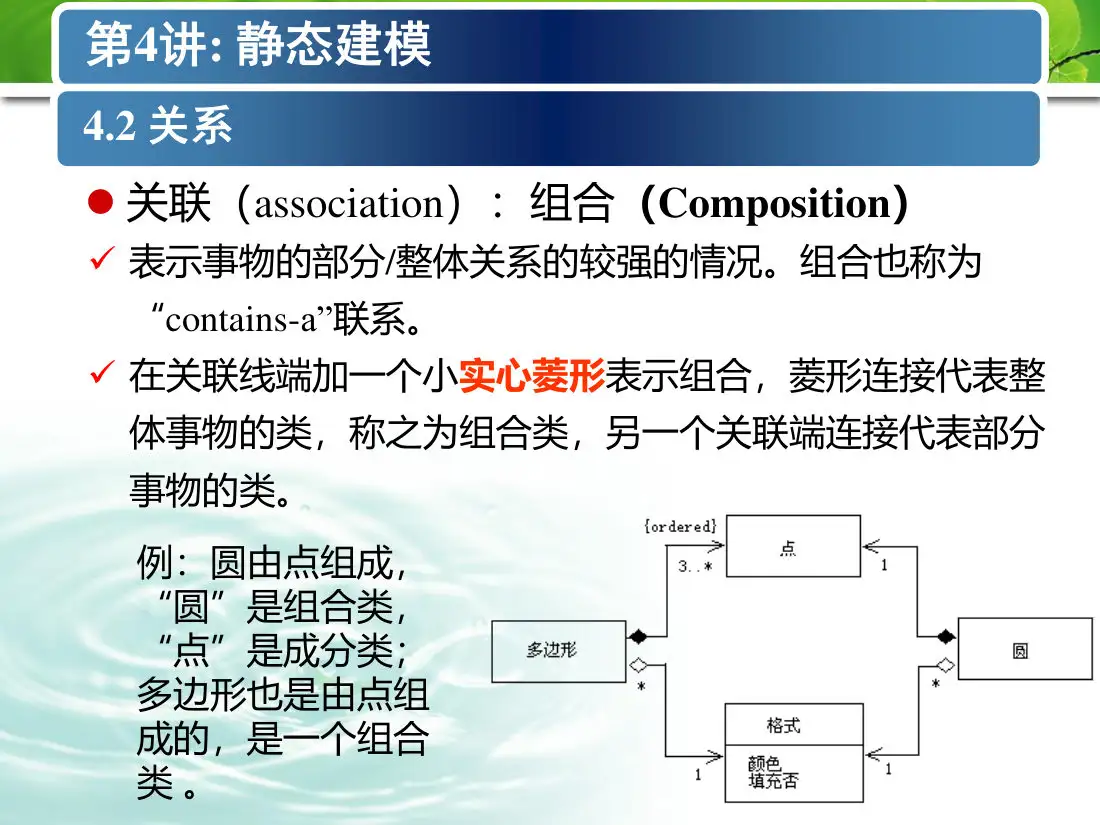 第4讲: 静态建模
4.2 关系
关联（association）：组合（Composition）
表示事物的部分/整体关系的较强的情况。组合也称为
“contains-a”联系。
在关联线端加一个小实心菱形表示组合，菱形连接代表整
体事物的类，称之为组合类，另一个关联端连接代表部分
事物的类。
例：圆由点组成，
“圆”是组合类，
“点”是成分类；
多边形也是由点组
成的，是一个组合
类 。
{ordered}
点
3..*
1
多边形
圆
*
*
格式
颜色
填充否
1
1